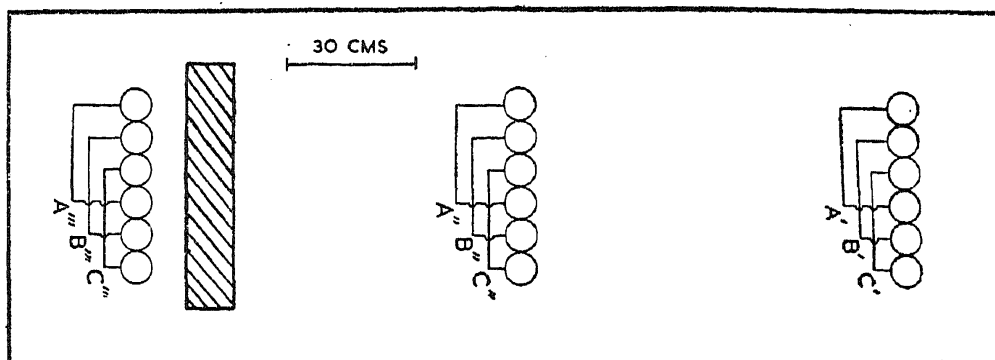 30 CMS
A‴ B‴ C‴
A″ B″ C″
A′ B′ C′